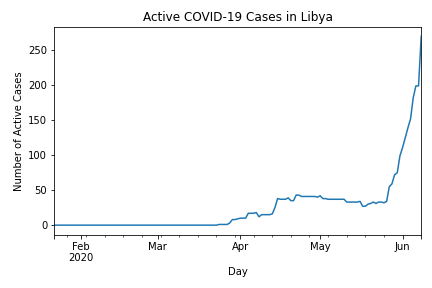 Active COVID-19 Cases in Libya
Number of Active Cases
250
200
150
100
50
0
Feb Mar Apr May Jun
2020
Day